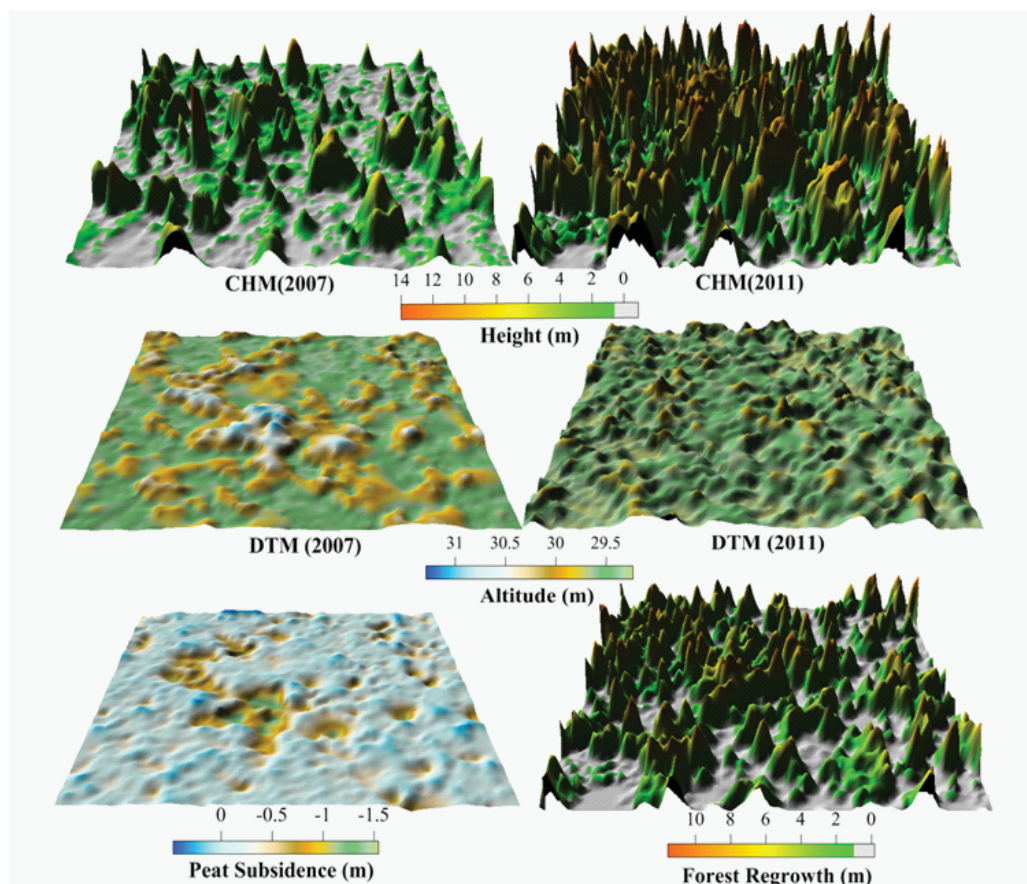 CHM(2007)
CHM(2011)
14 12 10 8 6 4 2 0
Height (m)
DTM (2007)
DTM (2011)
31 30.5 30 29.5
Altitude (m)
0 -0.5 -1 -1.5
Peat Subsidence (m)
10 8 6 4 2 0
Forest Regrowth (m)